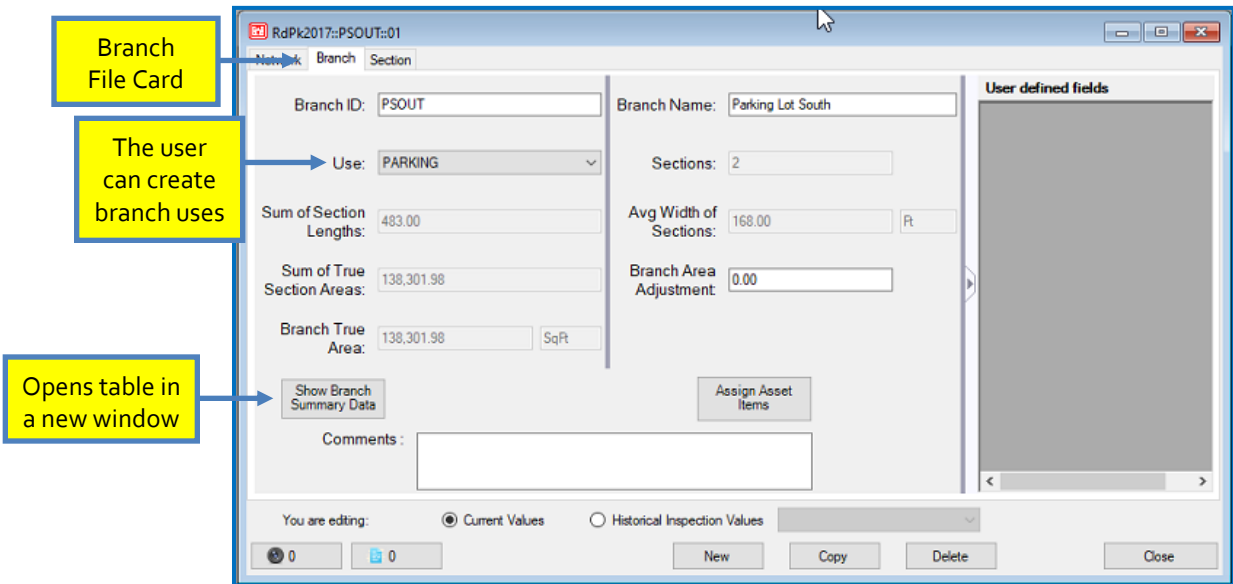 Branch
File Card
The user
can create
branch uses
Opens table in
a new window
RdPk2017::PSOUT::01
Network Branch Section
Branch ID: PSOUT
Branch Name: Parking Lot South
User defined fields
Use: PARKING
Sections: 2
Sum of Section
Lengths: 483.00
Avg Width of
Sections: 168.00 Ft
Sum of True
Section Areas: 138,301.98
Branch Area
Adjustment: 0.00
Branch True
Area: 138,301.98 SqFt
Show Branch
Summary Data
Assign Asset
Items
Comments :
You are editing: Current Values Historical Inspection Values
0 0 New Copy Delete Close